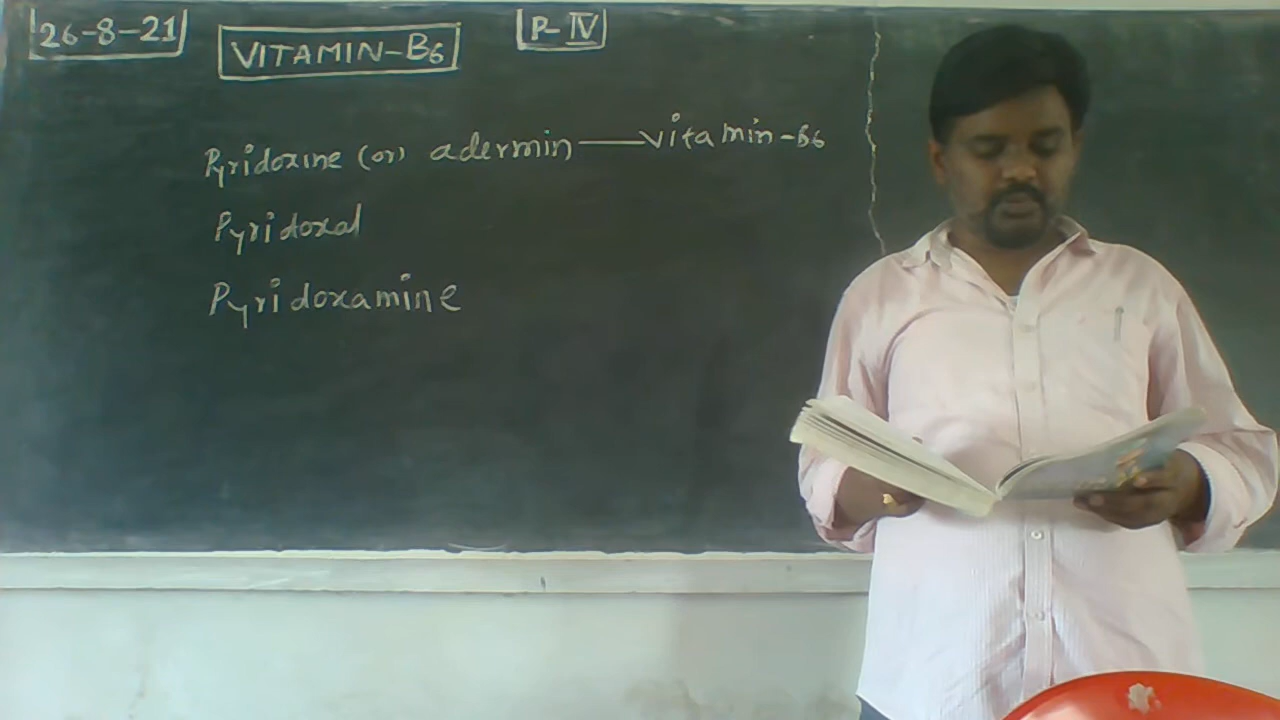 26-8-21
VITAMIN-B6
P-IV
Pyridoxine (or) adermin — vitamin-B6
Pyridoxal
Pyridoxamine